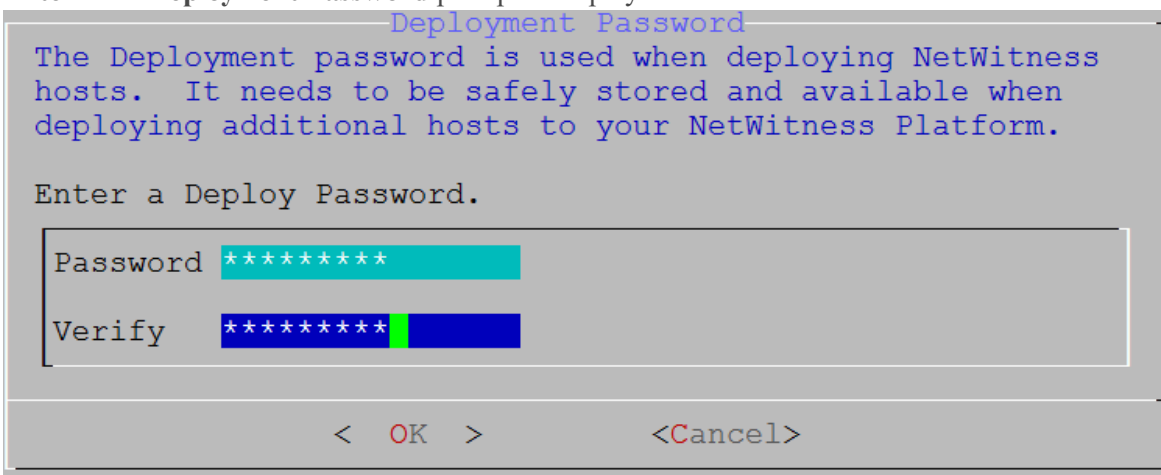 Deployment Password
The Deployment password is used when deploying NetWitness
hosts. It needs to be safely stored and available when
deploying additional hosts to your NetWitness Platform.
Enter a Deploy Password.
Password *********
Verify *********
< OK > <Cancel>